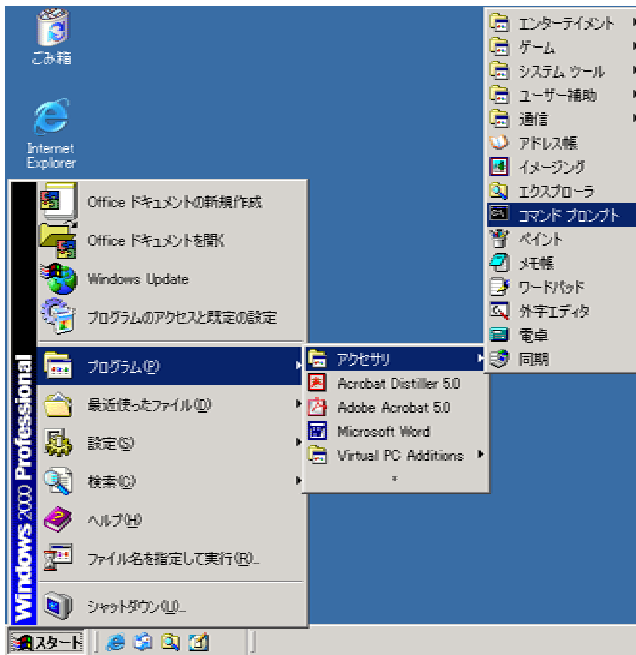 ごみ箱
Internet
Explorer
Office ドキュメントの新規作成
Office ドキュメントを開く
Windows Update
プログラムのアクセスと既定の設定
プログラム(P)
最近使ったファイル(D)
設定(S)
検索(C)
ヘルプ(H)
ファイル名を指定して実行(R)...
シャットダウン(U)...
Windows 2000 Professional
アクセサリ
Acrobat Distiller 5.0
Adobe Acrobat 5.0
Microsoft Word
Virtual PC Additions
エンターテイメント
ゲーム
システム ツール
ユーザー補助
通信
アドレス帳
イメージング
エクスプローラ
コマンド プロンプト
ペイント
メモ帳
ワードパッド
外字エディタ
電卓
同期
スタート